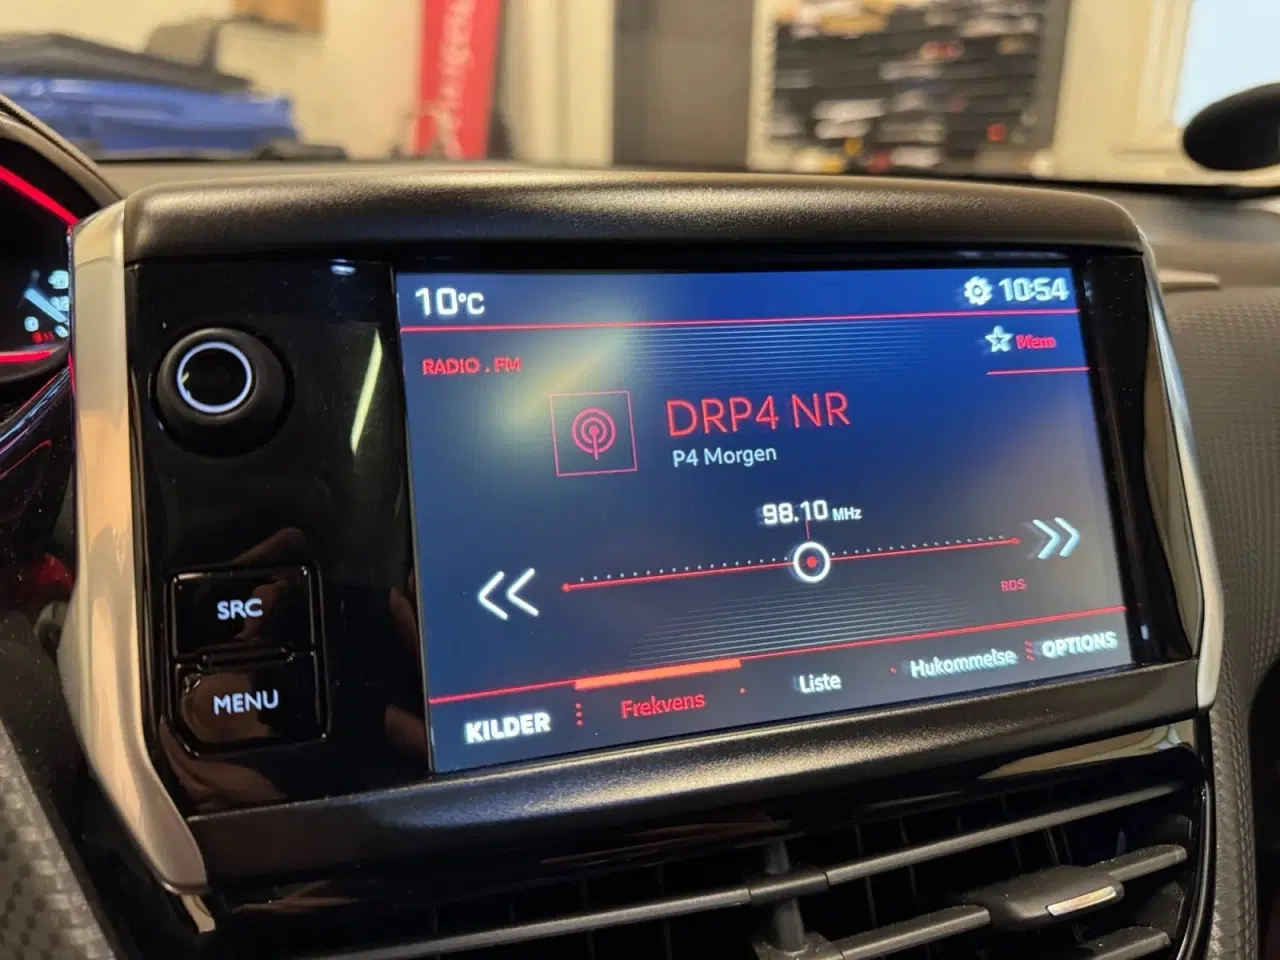 10°C
10:54
RADIO . FM
Mem
DRP4 NR
P4 Morgen
98.10 MHz
RDS
SRC
MENU
KILDER
Frekvens
Liste
Hukommelse
OPTIONS